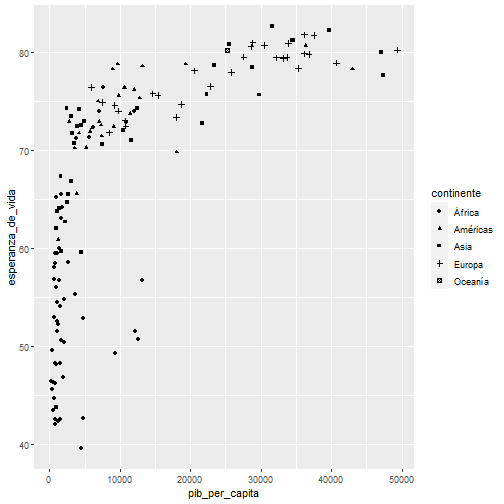 80
70
60
50
40
esperanza_de_vida
0
10000
20000
30000
40000
50000
pib_per_capita
continente
África
Américas
Asia
Europa
Oceanía